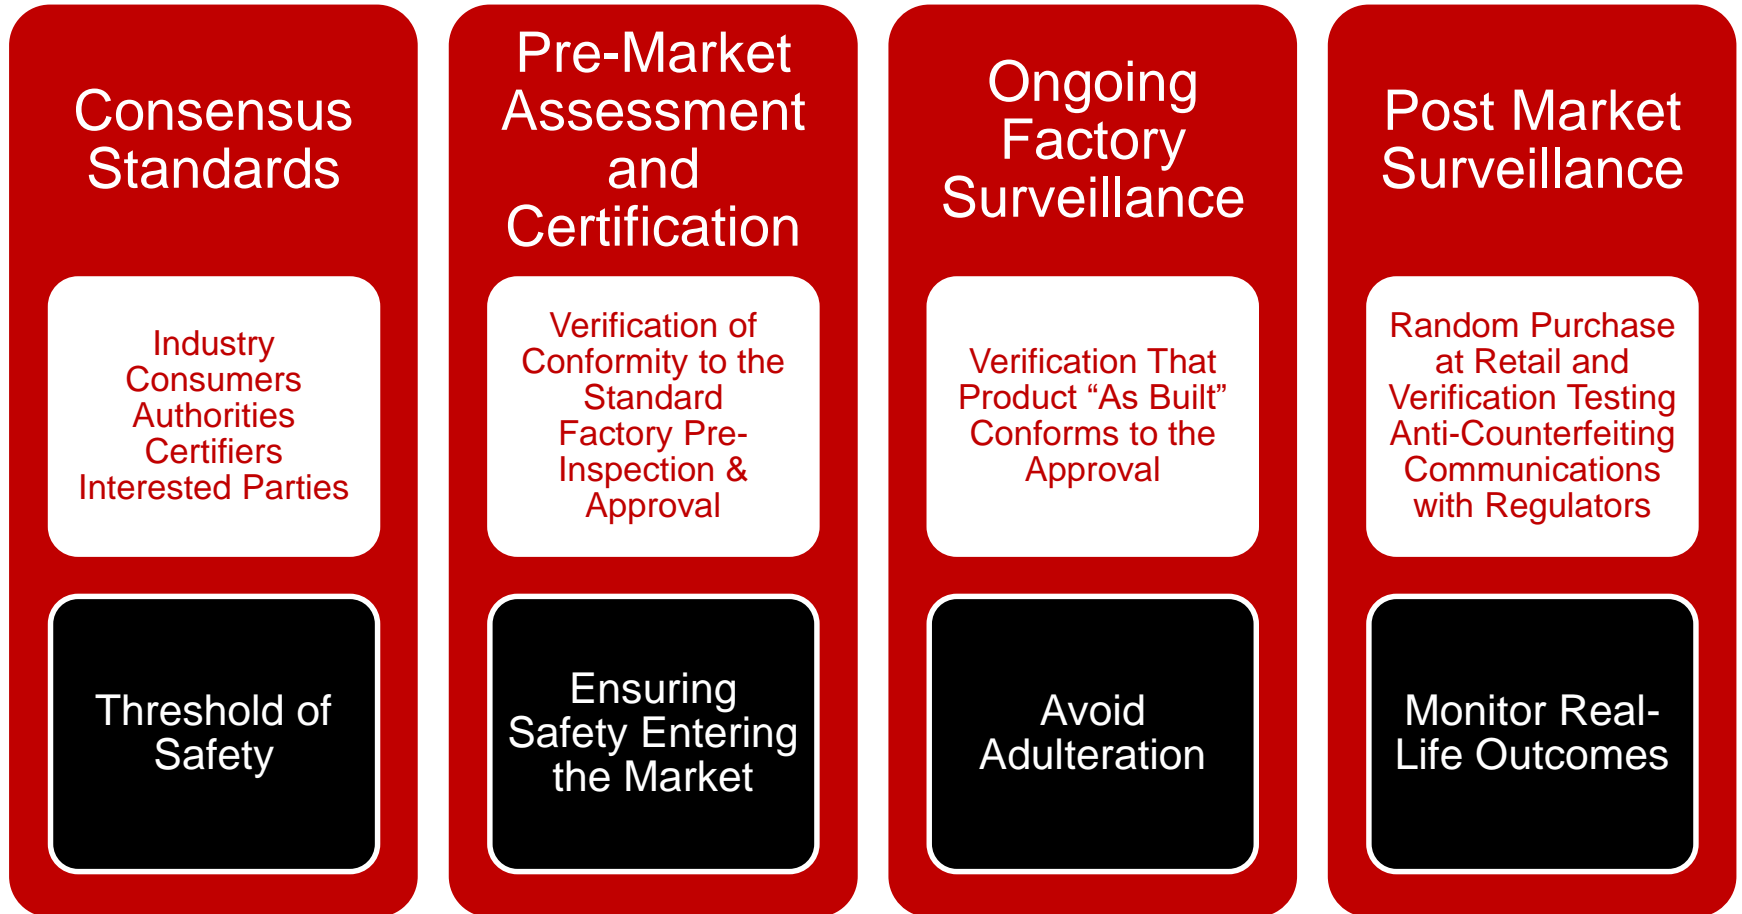 Consensus
Standards
Industry
Consumers
Authorities
Certifiers
Interested Parties
Threshold of
Safety
Pre-Market
Assessment
and
Certification
Verification of
Conformity to the
Standard
Factory Pre-
Inspection &
Approval
Ensuring
Safety Entering
the Market
Ongoing
Factory
Surveillance
Verification That
Product “As Built”
Conforms to the
Approval
Avoid
Adulteration
Post Market
Surveillance
Random Purchase
at Retail and
Verification Testing
Anti-Counterfeiting
Communications
with Regulators
Monitor Real-
Life Outcomes